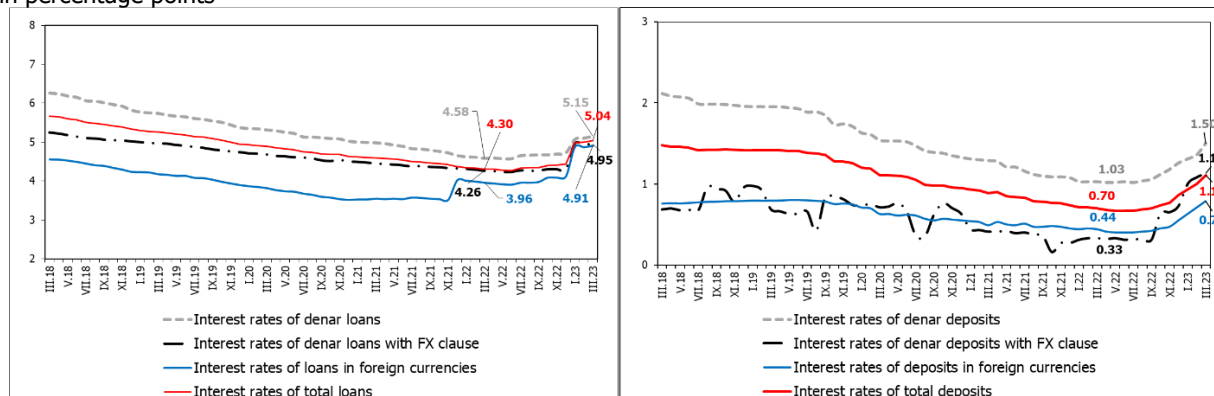 in percentage points
8
7
6
5
4
3
2
4.58
4.30
5.15
5.04
4.95
4.91
4.26
3.96
III.18
V.18
VII.18
IX.18
XI.18
I.19
III.19
V.19
VII.19
IX.19
XI.19
I.20
III.20
V.20
VII.20
IX.20
XI.20
I.21
III.21
V.21
VII.21
IX.21
XI.21
I.22
III.22
V.22
VII.22
IX.22
XI.22
I.23
III.23
Interest rates of denar loans
Interest rates of denar loans with FX clause
Interest rates of loans in foreign currencies
Interest rates of total loans
3
2
1
0
1.50
1.03
0.70
0.44
0.33
III.18
V.18
VII.18
IX.18
XI.18
I.19
III.19
V.19
VII.19
IX.19
XI.19
I.20
III.20
V.20
VII.20
IX.20
XI.20
I.21
III.21
V.21
VII.21
IX.21
XI.21
I.22
III.22
V.22
VII.22
IX.22
XI.22
I.23
III.23
Interest rates of denar deposits
Interest rates of denar deposits with FX clause
Interest rates of deposits in foreign currencies
Interest rates of total deposits